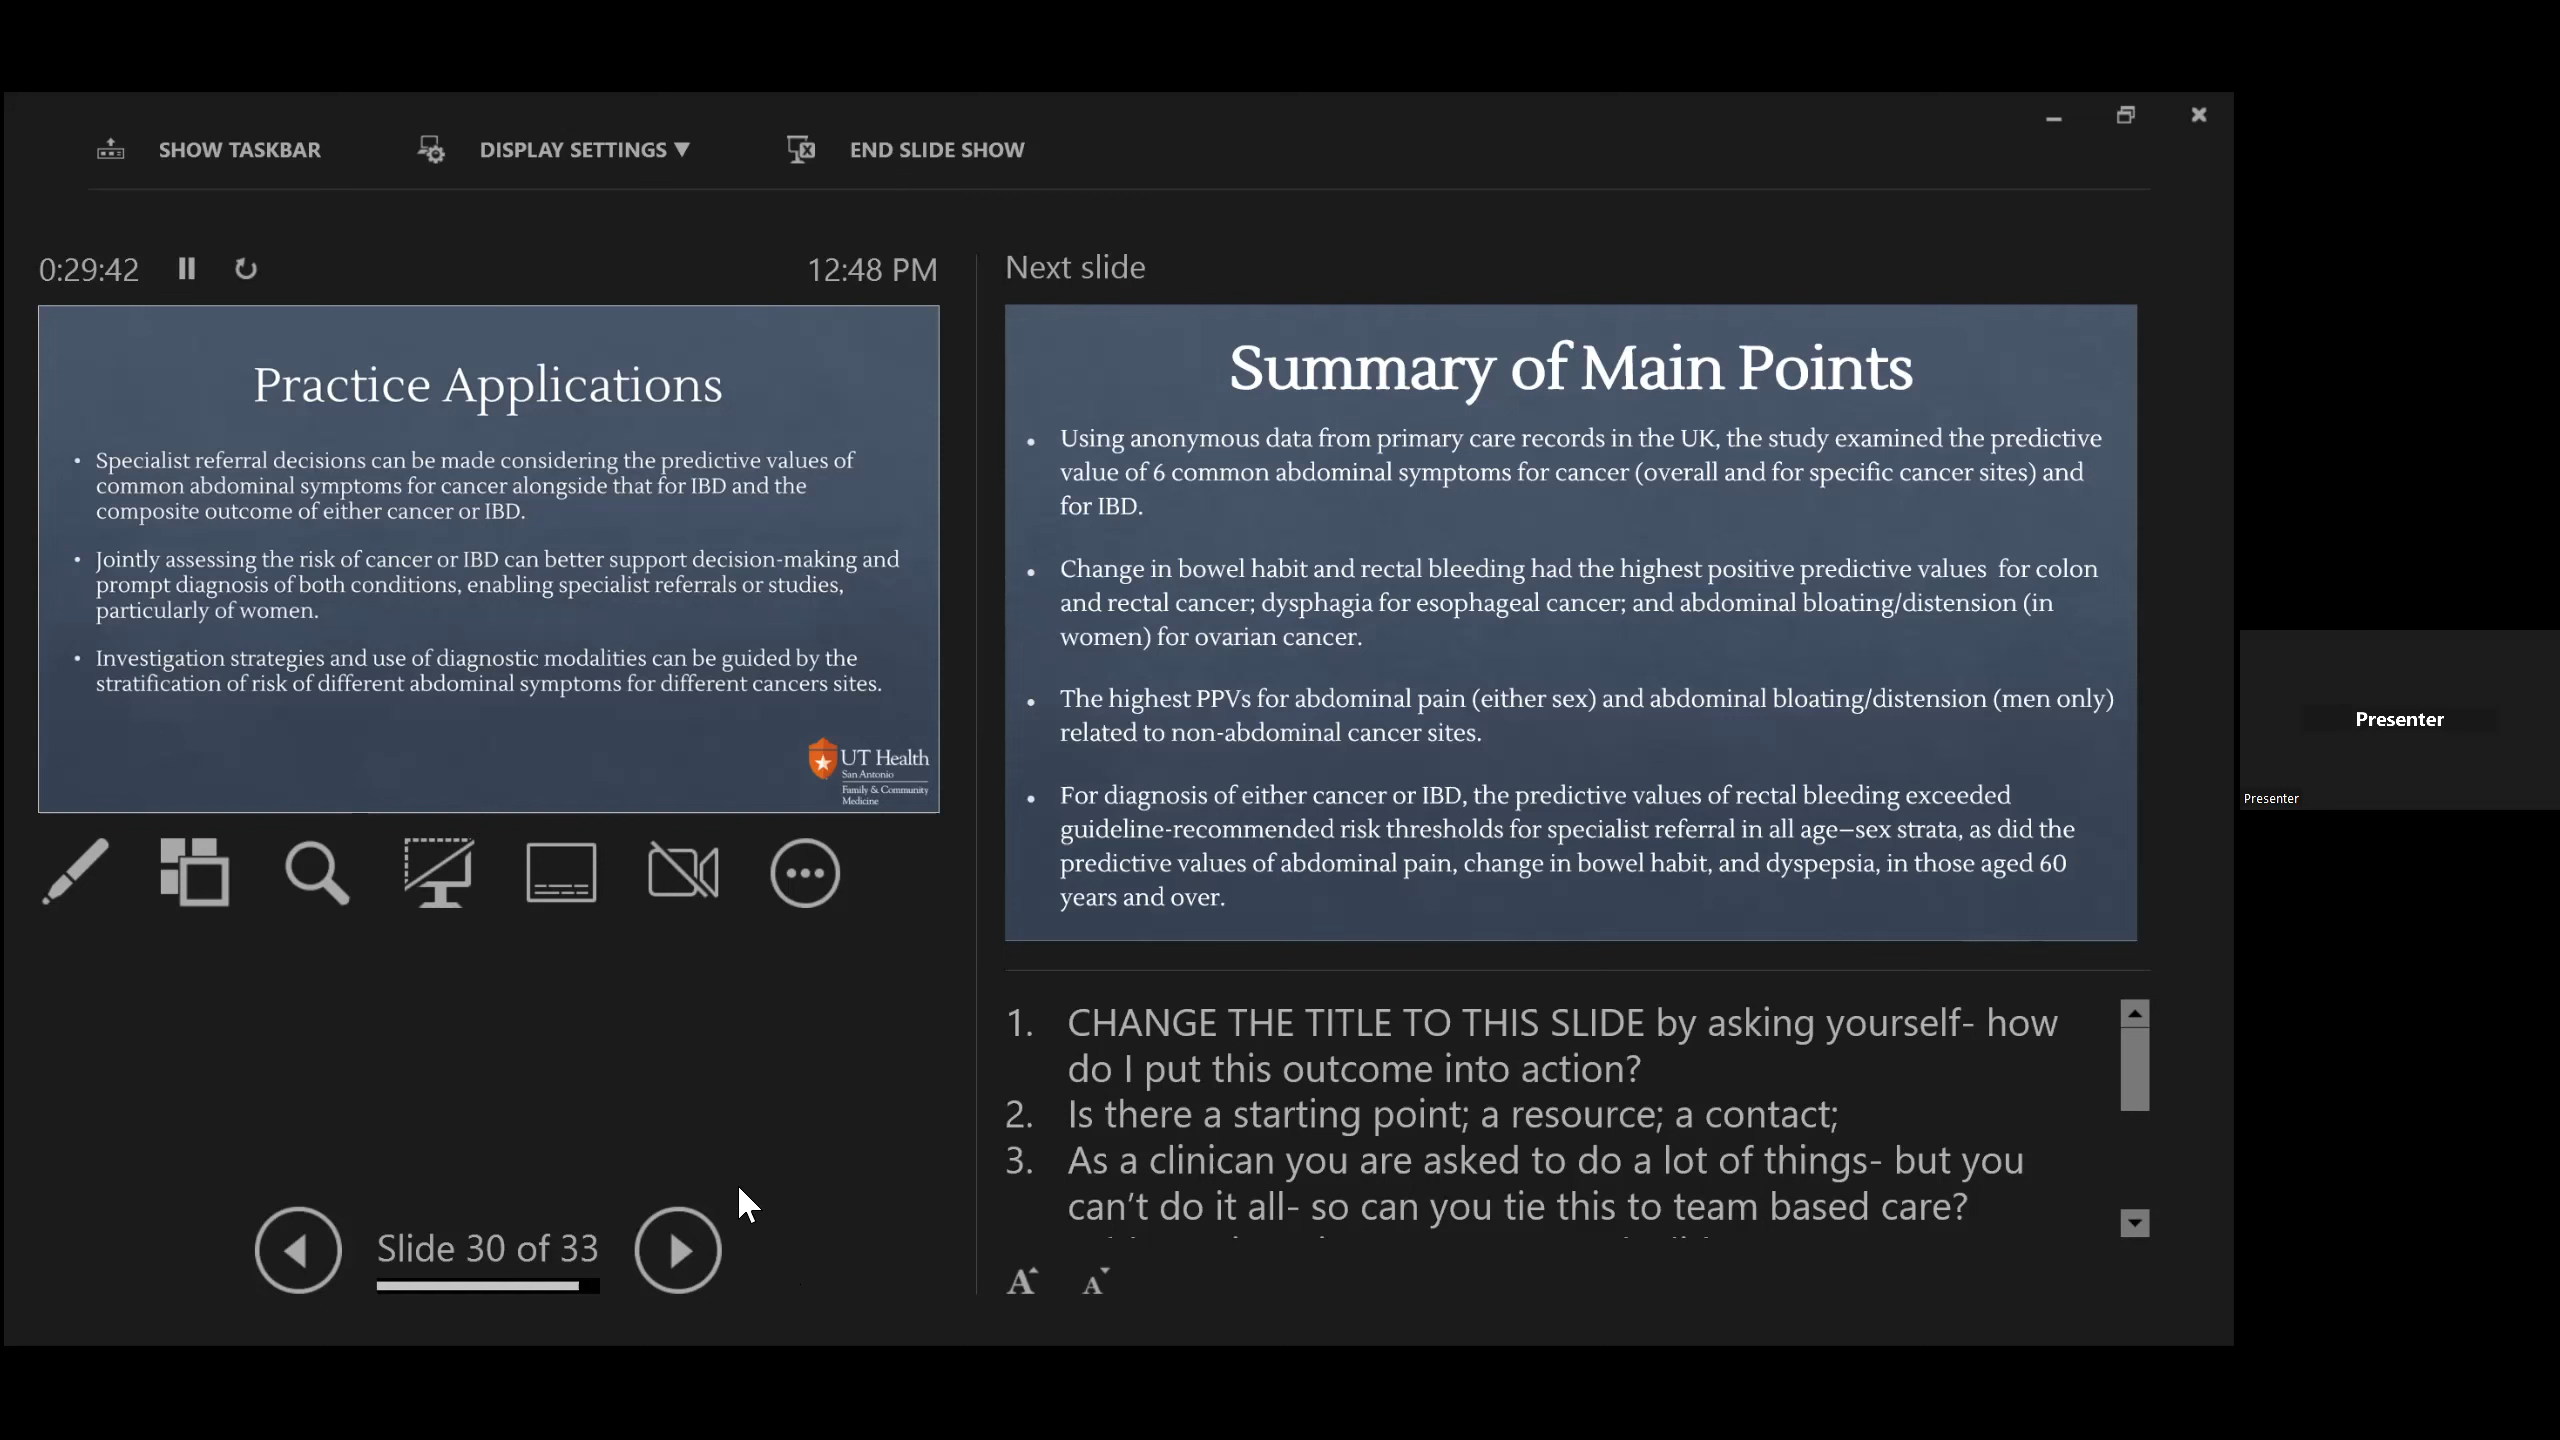 SHOW TASKBAR
DISPLAY SETTINGS ▼
END SLIDE SHOW
0:29:42
12:48 PM
Practice Applications
• Specialist referral decisions can be made considering the predictive values of
common abdominal symptoms for cancer alongside that for IBD and the
composite outcome of either cancer or IBD.
• Jointly assessing the risk of cancer or IBD can better support decision-making and
prompt diagnosis of both conditions, enabling specialist referrals or studies,
particularly of women.
• Investigation strategies and use of diagnostic modalities can be guided by the
stratification of risk of different abdominal symptoms for different cancers sites.
UT Health
San Antonio
Family & Community
Medicine
Slide 30 of 33
Next slide
Summary of Main Points
• Using anonymous data from primary care records in the UK, the study examined the predictive
value of 6 common abdominal symptoms for cancer (overall and for specific cancer sites) and
for IBD.
• Change in bowel habit and rectal bleeding had the highest positive predictive values  for colon
and rectal cancer; dysphagia for esophageal cancer; and abdominal bloating/distension (in
women) for ovarian cancer.
• The highest PPVs for abdominal pain (either sex) and abdominal bloating/distension (men only)
related to non-abdominal cancer sites.
• For diagnosis of either cancer or IBD, the predictive values of rectal bleeding exceeded
guideline-recommended risk thresholds for specialist referral in all age–sex strata, as did the
predictive values of abdominal pain, change in bowel habit, and dyspepsia, in those aged 60
years and over.
1. CHANGE THE TITLE TO THIS SLIDE by asking yourself- how
do I put this outcome into action?
2. Is there a starting point; a resource; a contact;
3. As a clinican you are asked to do a lot of things- but you
can’t do it all- so can you tie this to team based care?
A A
Presenter
Presenter